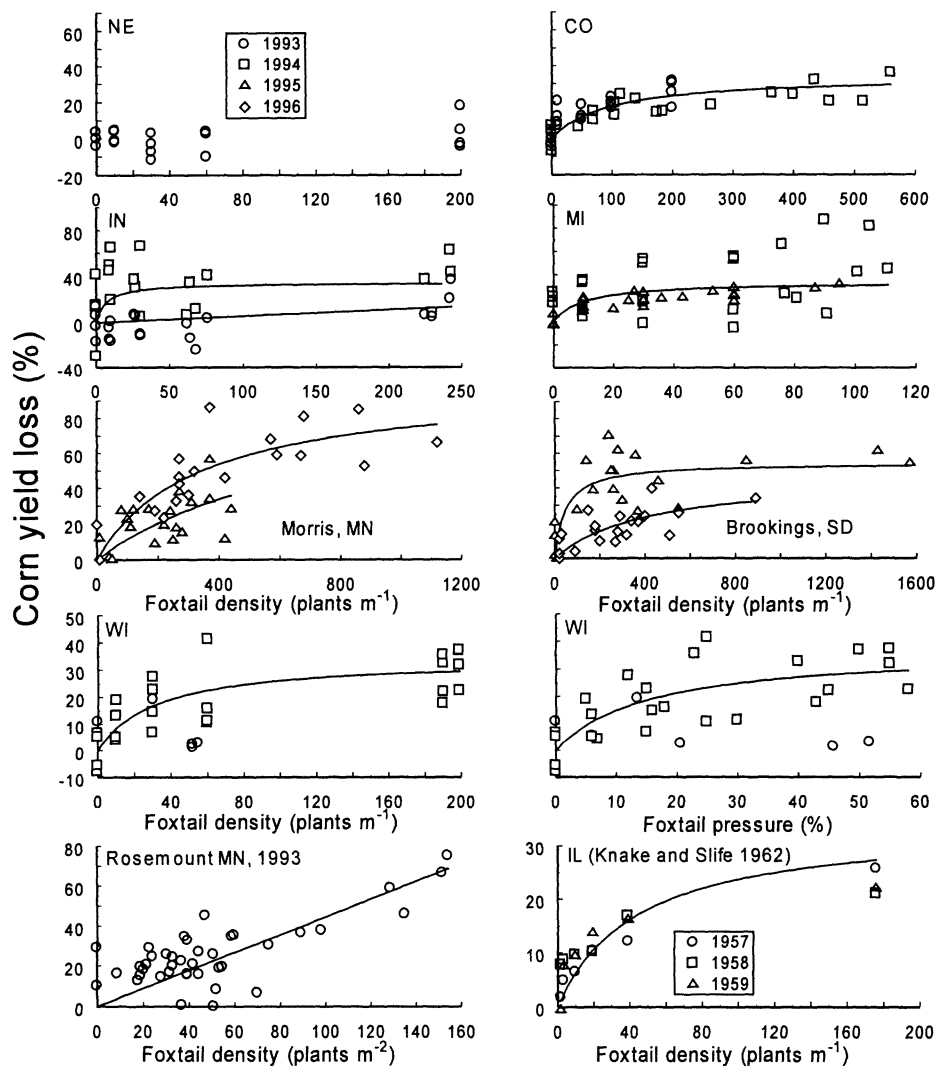 NE
60
40
20
0
-20
0 40 80 120 160 200
1993
1994
1995
1996
CO
0 100 200 300 400 500 600
IN
80
40
0
-40
0 50 100 150 200 250
MI
0 20 40 60 80 100 120
Corn yield loss (%)
80
60
40
20
0
Morris, MN
0 400 800 1200
Foxtail density (plants m-1)
Brookings, SD
0 400 800 1200 1600
Foxtail density (plants m-1)
WI
50
40
30
20
10
0
-10
0 40 80 120 160 200
Foxtail density (plants m-1)
WI
0 10 20 30 40 50 60
Foxtail pressure (%)
Rosemount MN, 1993
80
60
40
20
0
0 20 40 60 80 100 120 140 160
Foxtail density (plants m-2)
IL (Knake and Slife 1962)
30
20
10
0
1957
1958
1959
0 40 80 120 160 200
Foxtail density (plants m-1)